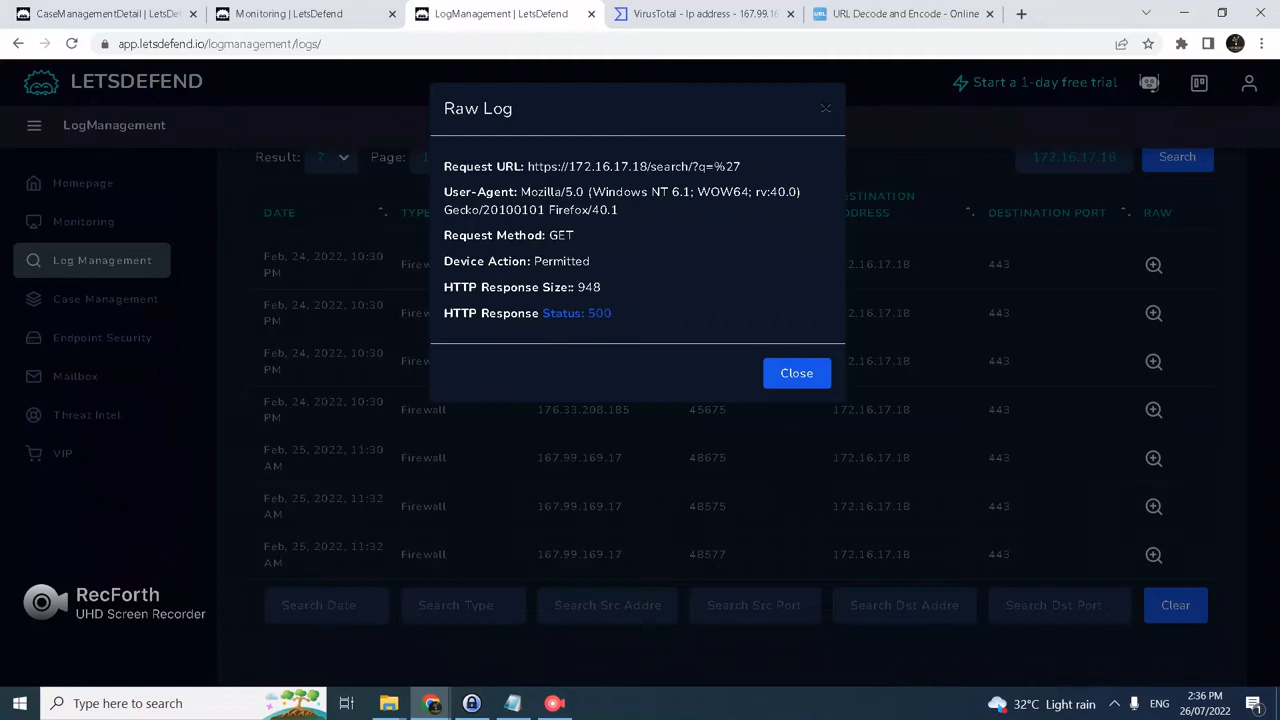 CaseManagementDetail | LetsDef
Monitoring | LetsDefend
LogManagement | LetsDefend
VirusTotal - Ip address - 167.99.16
URL
URL Decode and Encode - Online
app.letsdefend.io/logmanagement/logs/
LETSDEFEND
Start a 1-day free trial
LogManagement
Raw Log
Result:
Page:
172.16.17.18
Search
Request URL: https://172.16.17.18/search/?q=%27
User-Agent: Mozilla/5.0 (Windows NT 6.1; WOW64; rv:40.0)
Gecko/20100101 Firefox/40.1
Request Method: GET
Device Action: Permitted
HTTP Response Size:: 948
HTTP Response Status: 500
Close
Homepage
Monitoring
Log Management
Case Management
Endpoint Security
Mailbox
Threat Intel
VIP
DATE
DESTINATION PORT
RAW
Feb, 24, 2022, 10:30 PM
443
Feb, 24, 2022, 10:30 PM
443
Feb, 24, 2022, 10:30 PM
443
Feb, 24, 2022, 10:30 PM Firewall 176.33.208.185 45675 172.16.17.18 443
Feb, 25, 2022, 11:30 AM Firewall 167.99.169.17 48675 172.16.17.18 443
Feb, 25, 2022, 11:32 AM Firewall 167.99.169.17 48575 172.16.17.18 443
Feb, 25, 2022, 11:32 AM Firewall 167.99.169.17 48577 172.16.17.18 443
Search Date
Search Type
Search Src Addre
Search Src Port
Search Dst Addre
Search Dst Port
Clear
RecForth
UHD Screen Recorder
Type here to search
32°C Light rain
ENG
2:36 PM
26/07/2022